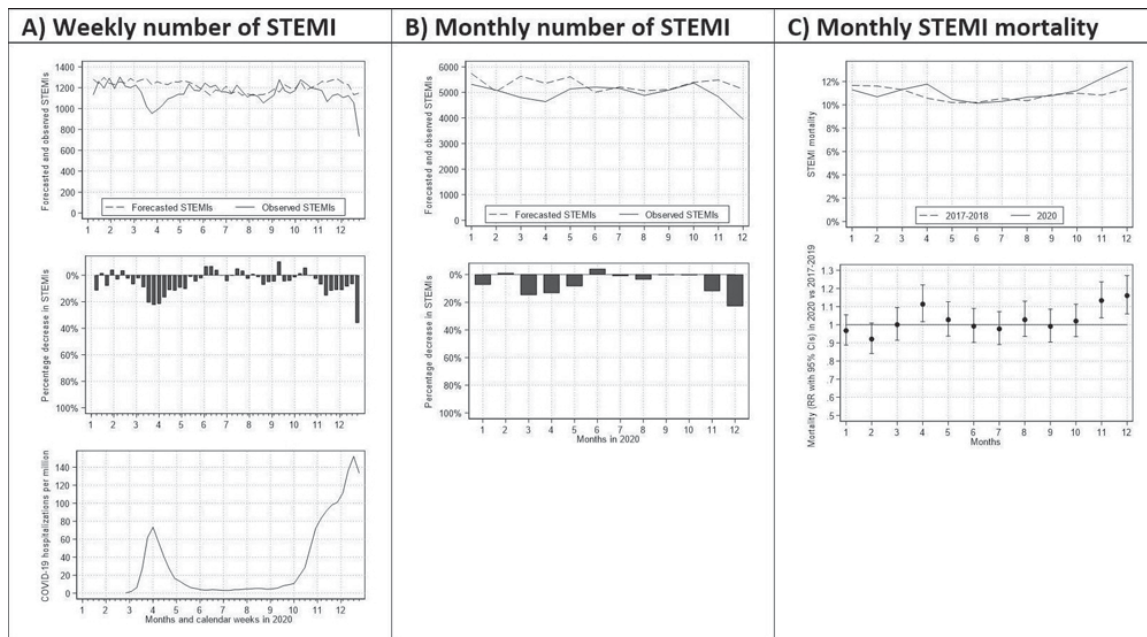 A) Weekly number of STEMI
B) Monthly number of STEMI
C) Monthly STEMI mortality
Forecasted and observed STEMIs
1400
1200
1000
800
600
400
200
0
Forecasted STEMIs
Observed STEMIs
1 2 3 4 5 6 7 8 9 10 11 12
Percentage decrease in STEMIs
0%
20%
40%
60%
80%
100%
1 2 3 4 5 6 7 8 9 10 11 12
COVID-19 hospitalizations per million
140
120
100
80
60
40
20
0
1 2 3 4 5 6 7 8 9 10 11 12
Months and calendar weeks in 2020
Forecasted and observed STEMIs
6000
5000
4000
3000
2000
1000
0
Forecasted STEMIs
Observed STEMIs
1 2 3 4 5 6 7 8 9 10 11 12
Percentage decrease in STEMIs
0%
20%
40%
60%
80%
100%
1 2 3 4 5 6 7 8 9 10 11 12
Months in 2020
STEMI mortality
12%
10%
8%
6%
4%
2%
0%
2017-2018
2020
1 2 3 4 5 6 7 8 9 10 11 12
Mortality (RR with 95% CIs) in 2020 vs 2017-2019
1.3
1.2
1.1
1
.9
.8
.7
.6
.5
1 2 3 4 5 6 7 8 9 10 11 12
Months